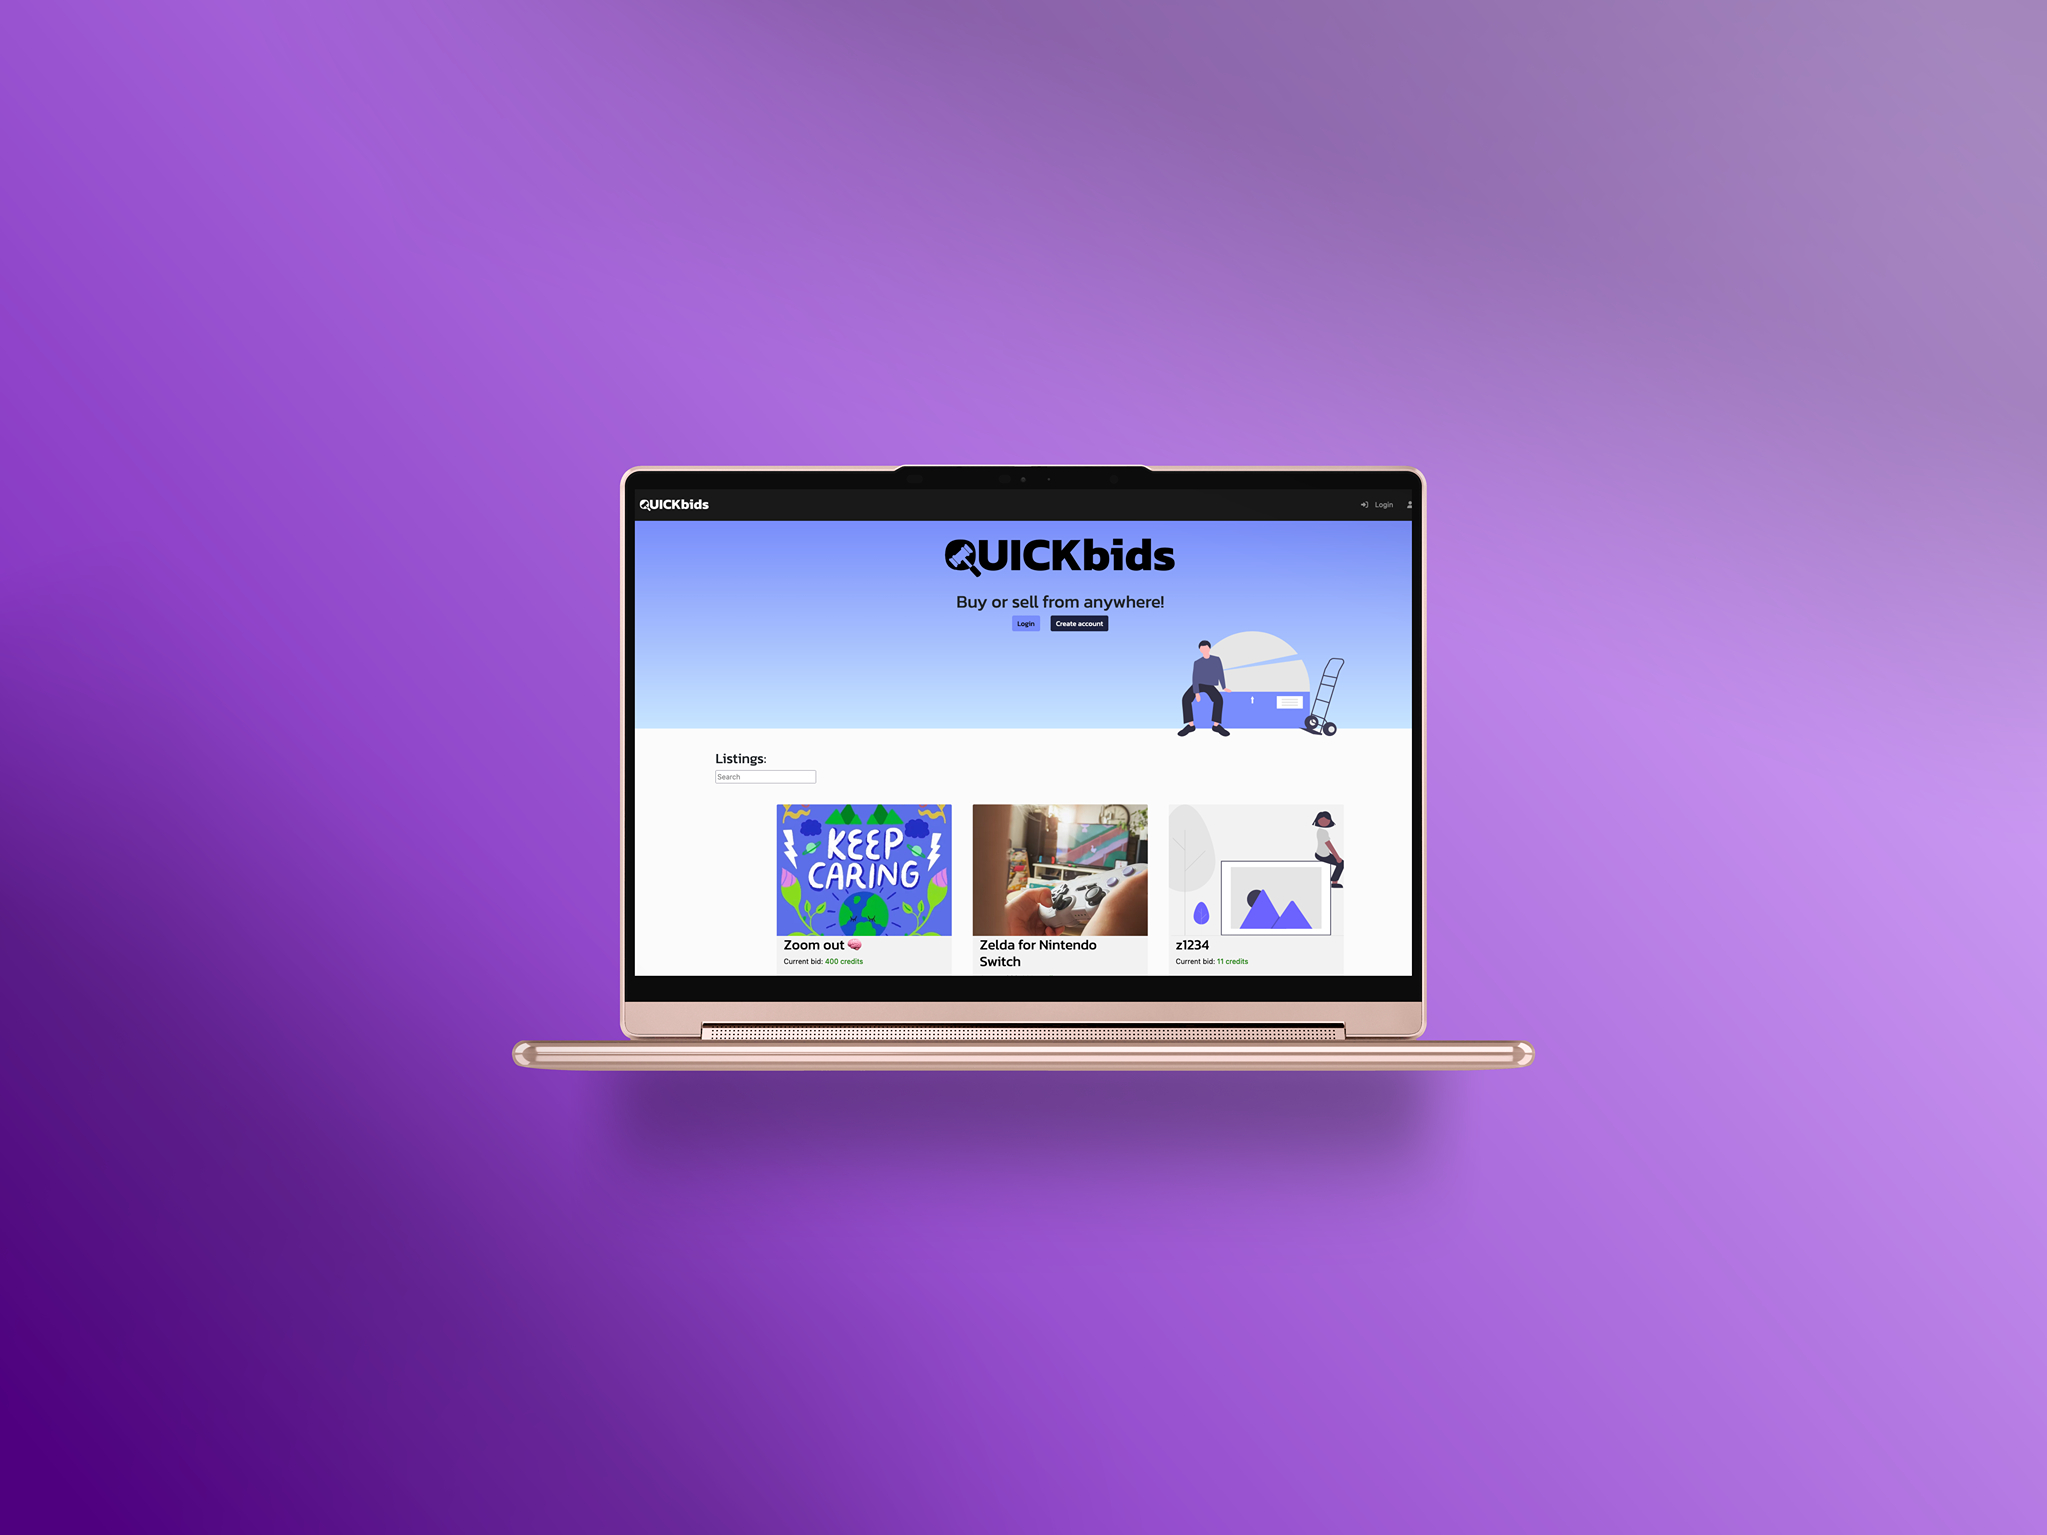 QUICKbids
Login
QUICKbids
Buy or sell from anywhere!
Login
Create account
Listings:
Search
KEEP
CARING
Zoom out 🧠
Current bid: 400 credits
Zelda for Nintendo
Switch
z1234
Current bid: 11 credits